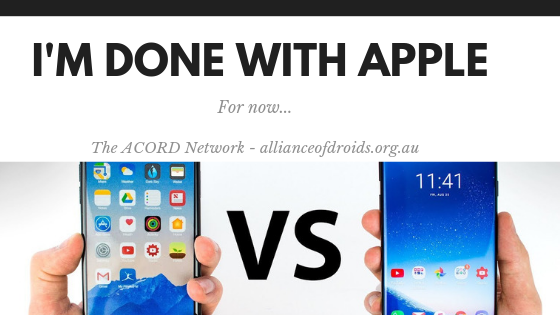 I'M DONE WITH APPLE
For now...
The ACORD Network - allianceofdroids.org.au
VS
11:41